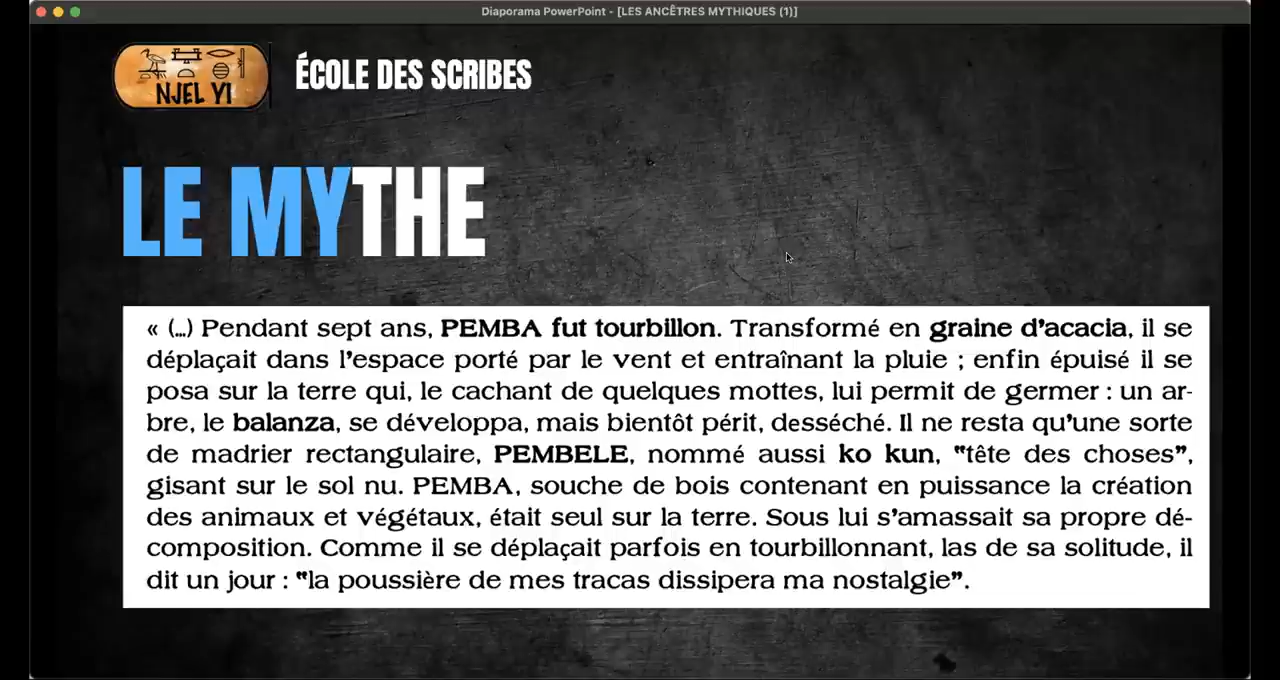 Diaporama PowerPoint - [LES ANCÊTRES MYTHIQUES (1)]
NJEL YI
ÉCOLE DES SCRIBES
LE MYTHE
« (...) Pendant sept ans, PEMBA fut tourbillon. Transformé en graine d'acacia, il se
déplaçait dans l'espace porté par le vent et entraînant la pluie ; enfin épuisé il se
posa sur la terre qui, le cachant de quelques mottes, lui permit de germer : un ar-
bre, le balanza, se développa, mais bientôt périt, desséché. Il ne resta qu'une sorte
de madrier rectangulaire, PEMBELE, nommé aussi ko kun, "tête des choses",
gisant sur le sol nu. PEMBA, souche de bois contenant en puissance la création
des animaux et végétaux, était seul sur la terre. Sous lui s'amassait sa propre dé-
composition. Comme il se déplaçait parfois en tourbillonnant, las de sa solitude, il
dit un jour : "la poussière de mes tracas dissipera ma nostalgie".